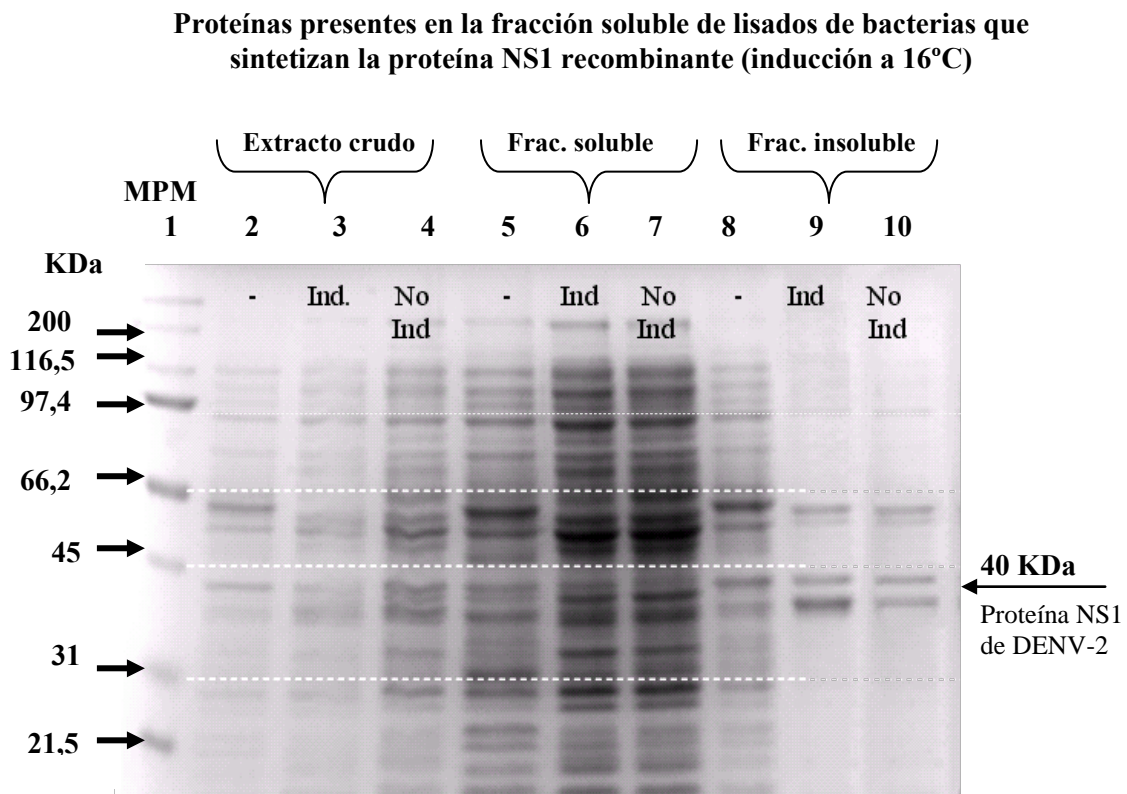 Proteínas presentes en la fracción soluble de lisados de bacterias que
sintetizan la proteína NS1 recombinante (inducción a 16ºC)
Extracto crudo Frac. soluble Frac. insoluble
MPM
1 2 3 4 5 6 7 8 9 10
KDa
- Ind. No - Ind No - Ind No
Ind Ind Ind
200
116,5
97,4
66,2
45
31
21,5
40 KDa
Proteína NS1
de DENV-2